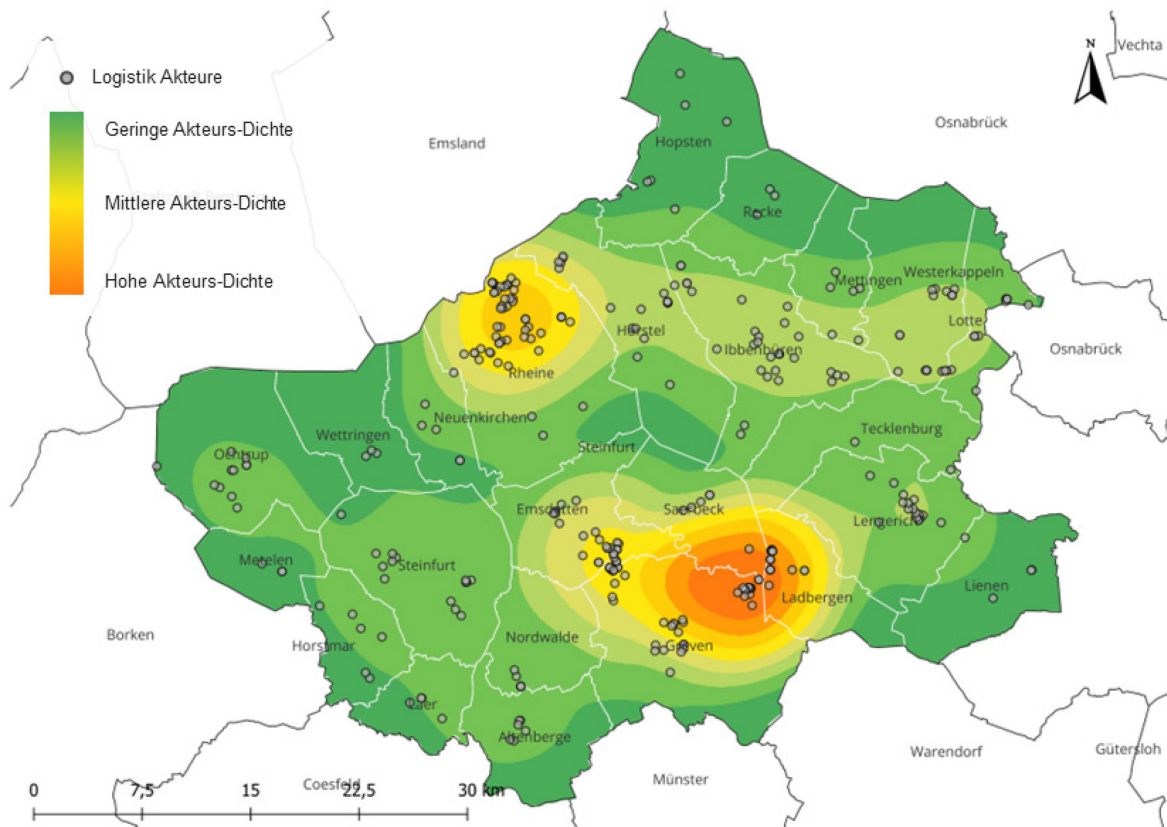 N
Vechta
Logistik Akteure
Geringe Akteurs-Dichte
Mittlere Akteurs-Dichte
Hohe Akteurs-Dichte
Emsland
Osnabrück
Hopsten
Recke
Mettingen
Westerkappeln
Lotte
Hörstel
Ibbenbüren
Osnabrück
Rheine
Neuenkirchen
Tecklenburg
Wettringen
Steinfurt
Ochtrup
Emsdetten
Saerbeck
Lengerich
Metelen
Steinfurt
Lienen
Ladbergen
Borken
Nordwalde
Horstmar
Greven
Laer
Altenberge
Warendorf
Gütersloh
Münster
Coesfeld
0 7,5 15 22,5 30 km